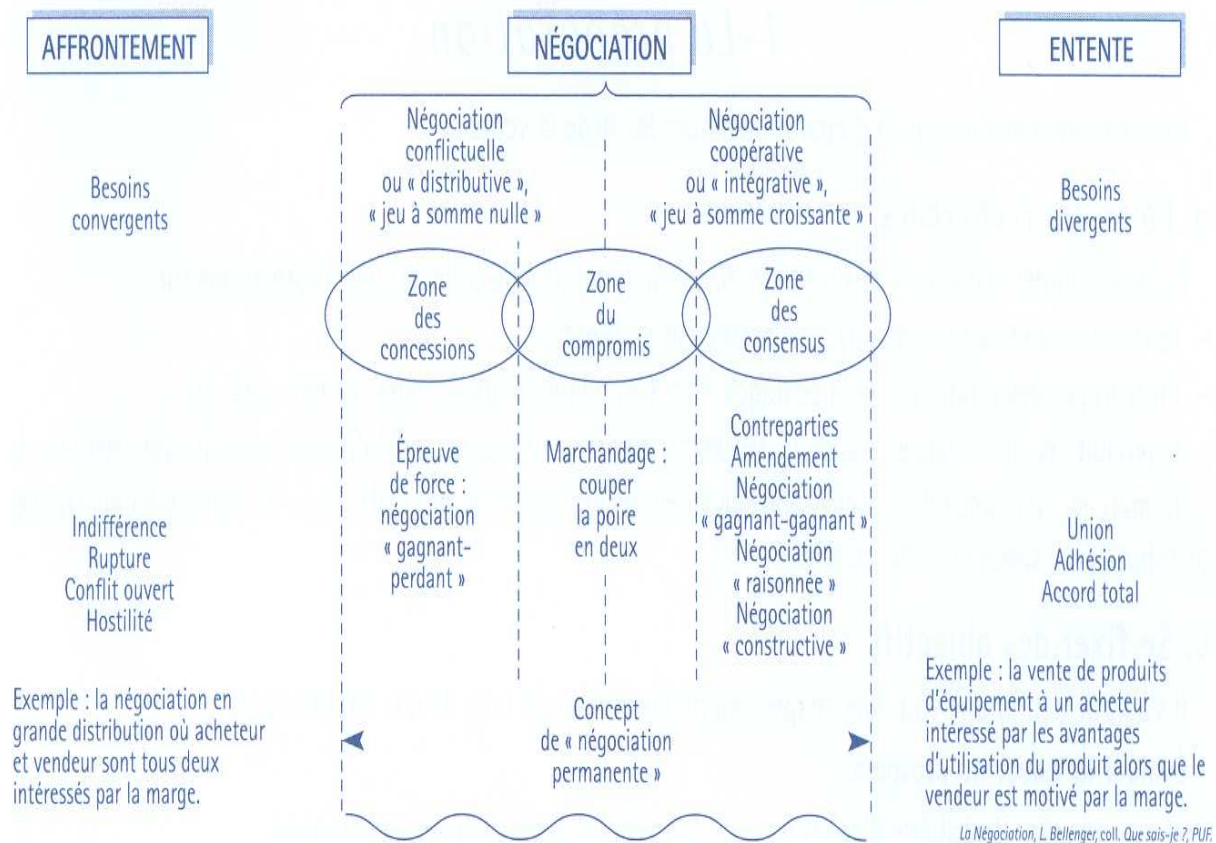 AFFRONTEMENT
NÉGOCIATION
ENTENTE
Besoins
convergents
Négociation
conflictuelle
ou « distributive »,
« jeu à somme nulle »
Négociation
coopérative
ou « intégrative »,
« jeu à somme croissante »
Besoins
divergents
Zone
des
concessions
Zone
du
compromis
Zone
des
consensus
Indifférence
Rupture
Conflit ouvert
Hostilité
Épreuve
de force :
négociation
« gagnant-
perdant »
Marchandage :
couper
la poire
en deux
Contreparties
Amendement
Négociation
« gagnant-gagnant »
Négociation
« raisonnée »
Négociation
« constructive »
Union
Adhésion
Accord total
Exemple : la négociation en
grande distribution où acheteur
et vendeur sont tous deux
intéressés par la marge.
Concept
de « négociation
permanente »
Exemple : la vente de produits
d'équipement à un acheteur
intéressé par les avantages
d'utilisation du produit alors que le
vendeur est motivé par la marge.
La Négociation, L. Bellenger, coll. Que sais-je ?, PUF.